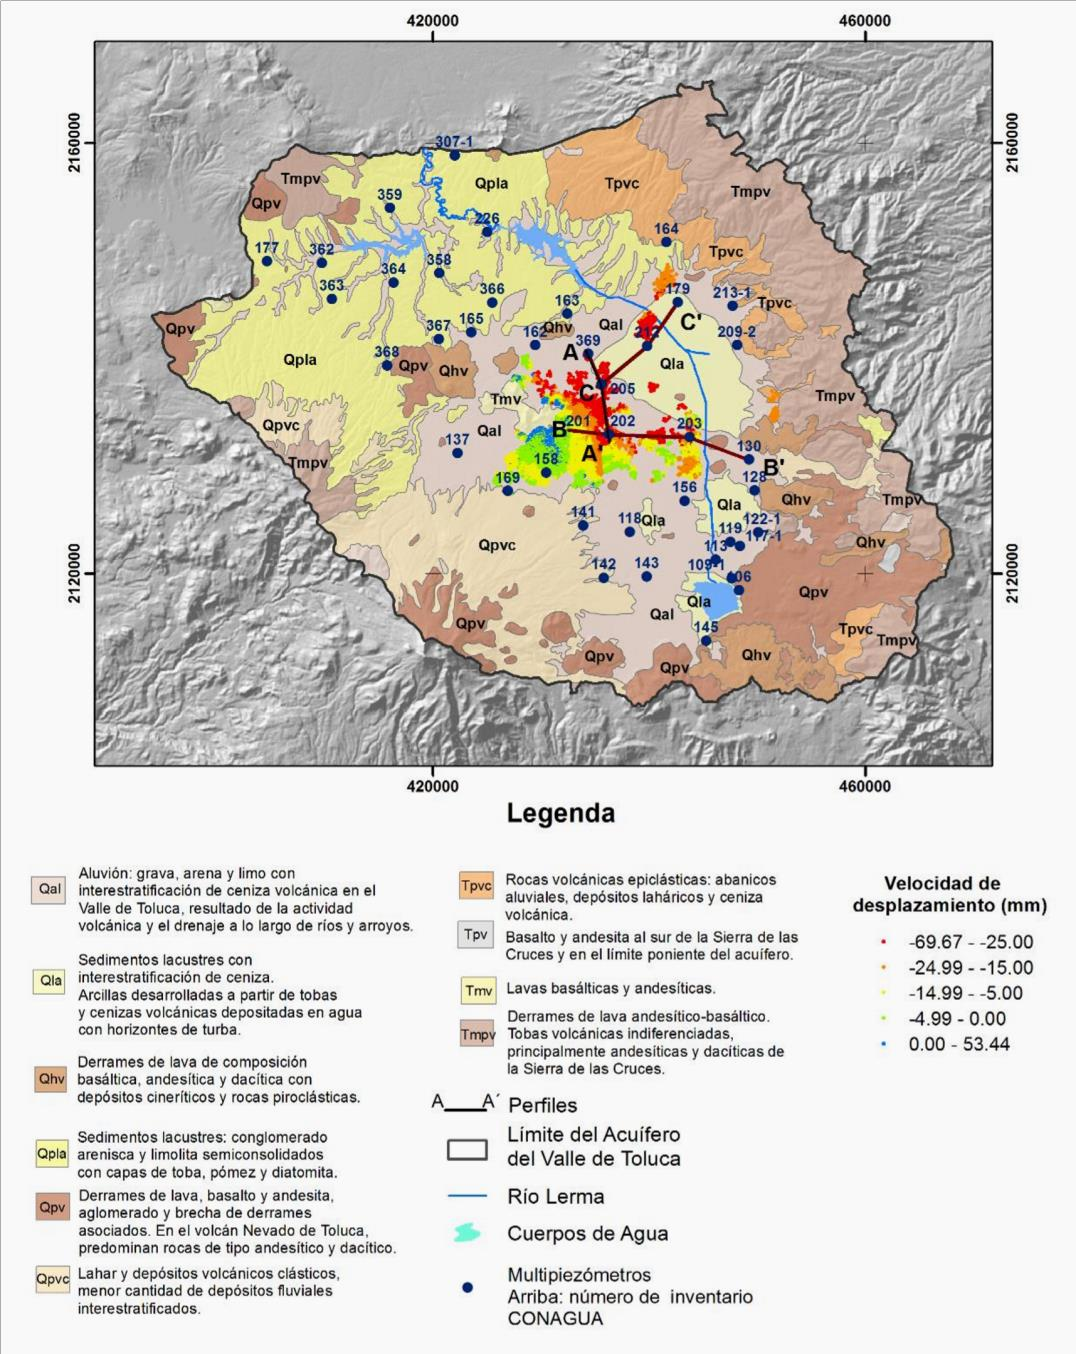 420000
460000
2160000
2160000
307-1
Tmpv
Qpla
Tpvc
Qpv
359
Tmpv
226
164
177
362
Tpvc
364
358
363
366
179
213-1
Tpvc
163
Qpv
165
162
Qhv
Qal
212
C'
367
209-2
369
A
Qpla
368
Qpv
Qhv
Qla
C
205
Tmv
Tmpv
Qpvc
Qal
B
201
202
203
137
A'
130
Tmpv
158
B'
169
128
156
Qhv
Tmpv
Qla
141
118
Qla
122-1
119
117-1
Qpvc
113
Qhv
109-1
142
143
106
2120000
2120000
Qpv
Qla
Qal
Qpv
145
Tpvc
Tmpv
Qpv
Qpv
Qhv
420000
460000
Legenda
Qal
Aluvión: grava, arena y limo con
interestratificación de ceniza volcánica en el
Valle de Toluca, resultado de la actividad
volcánica y el drenaje a lo largo de ríos y arroyos.
Qla
Sedimentos lacustres con
interestratificación de ceniza.
Arcillas desarrolladas a partir de tobas
y cenizas volcánicas depositadas en agua
con horizontes de turba.
Qhv
Derrames de lava de composición
basáltica, andesítica y dacítica con
depósitos cineríticos y rocas piroclásticas.
Qpla
Sedimentos lacustres: conglomerado
arenisca y limolita semiconsolidados
con capas de toba, pómez y diatomita.
Qpv
Derrames de lava, basalto y andesita,
aglomerado y brecha de derrames
asociados. En el volcán Nevado de Toluca,
predominan rocas de tipo andesítico y dacítico.
Qpvc
Lahar y depósitos volcánicos clásticos,
menor cantidad de depósitos fluviales
interestratificados.
Tpvc
Rocas volcánicas epiclásticas: abanicos
aluviales, depósitos laháricos y ceniza
volcánica.
Tpv
Basalto y andesita al sur de la Sierra de las
Cruces y en el límite poniente del acuífero.
Tmv
Lavas basálticas y andesíticas.
Tmpv
Derrames de lava andesítico-basáltico.
Tobas volcánicas indiferenciadas,
principalmente andesíticas y dacíticas de
la Sierra de las Cruces.
A A´ Perfiles
Límite del Acuífero
del Valle de Toluca
Río Lerma
Cuerpos de Agua
Multipiezómetros
Arriba: número de inventario
CONAGUA
Velocidad de
desplazamiento (mm)
-69.67 - -25.00
-24.99 - -15.00
-14.99 - -5.00
-4.99 - 0.00
0.00 - 53.44